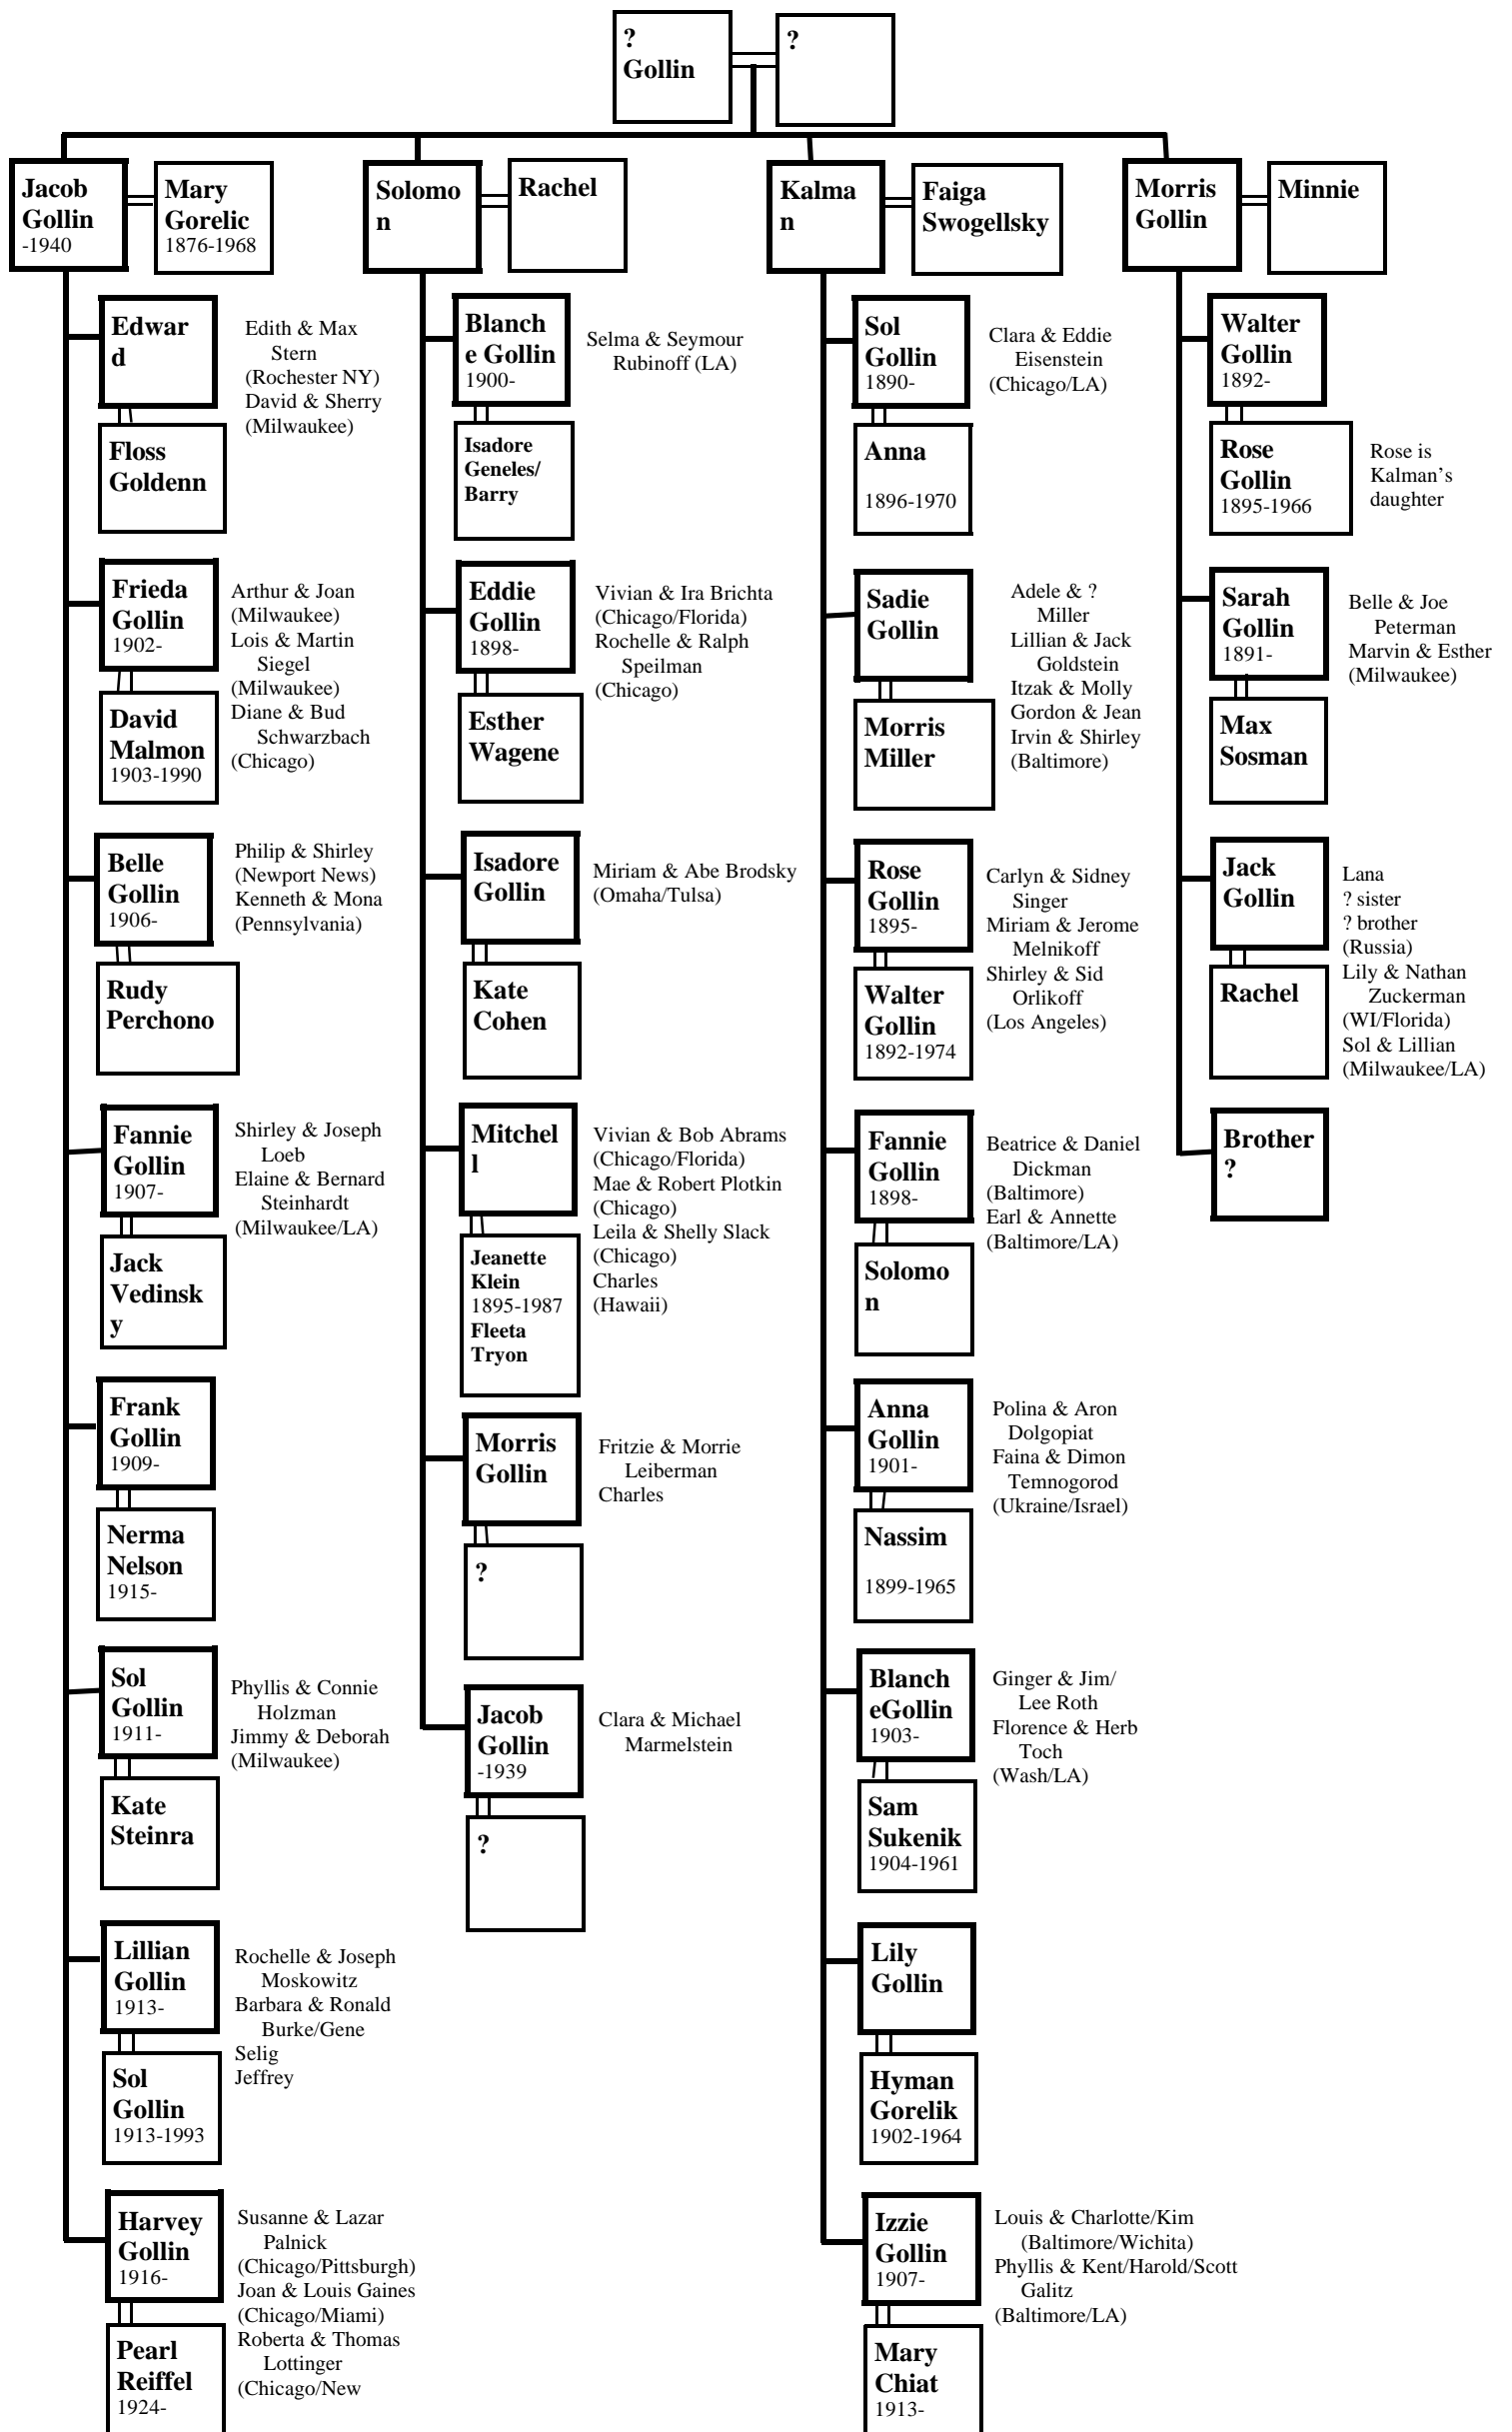 ?
Gollin
?
Jacob
Gollin
-1940
Mary
Gorelic
1876-1968
Solomo
n
Rachel
Kalma
n
Faiga
Swogellsky
Morris
Gollin
Minnie
Edwar
d
Edith & Max
Stern
(Rochester NY)
David & Sherry
(Milwaukee)
Floss
Goldenn
Frieda
Gollin
1902-
Arthur & Joan
(Milwaukee)
Lois & Martin
Siegel
(Milwaukee)
Diane & Bud
Schwarzbach
(Chicago)
David
Malmon
1903-1990
Belle
Gollin
1906-
Philip & Shirley
(Newport News)
Kenneth & Mona
(Pennsylvania)
Rudy
Perchono
Fannie
Gollin
1907-
Shirley & Joseph
Loeb
Elaine & Bernard
Steinhardt
(Milwaukee/LA)
Jack
Vedinsk
y
Frank
Gollin
1909-
Nerma
Nelson
1915-
Sol
Gollin
1911-
Phyllis & Connie
Holzman
Jimmy & Deborah
(Milwaukee)
Kate
Steinra
Lillian
Gollin
1913-
Rochelle & Joseph
Moskowitz
Barbara & Ronald
Burke/Gene
Selig
Jeffrey
Sol
Gollin
1913-1993
Harvey
Gollin
1916-
Susanne & Lazar
Palnick
(Chicago/Pittsburgh)
Joan & Louis Gaines
(Chicago/Miami)
Roberta & Thomas
Lottinger
(Chicago/New
Pearl
Reiffel
1924-
Blanch
e Gollin
1900-
Selma & Seymour
Rubinoff (LA)
Isadore
Geneles/
Barry
Eddie
Gollin
1898-
Vivian & Ira Brichta
(Chicago/Florida)
Rochelle & Ralph
Speilman
(Chicago)
Esther
Wagene
Isadore
Gollin
Miriam & Abe Brodsky
(Omaha/Tulsa)
Kate
Cohen
Mitchel
l
Vivian & Bob Abrams
(Chicago/Florida)
Mae & Robert Plotkin
(Chicago)
Leila & Shelly Slack
(Chicago)
Charles
(Hawaii)
Jeanette
Klein
1895-1987
Fleeta
Tryon
Morris
Gollin
Fritzie & Morrie
Leiberman
Charles
?
Jacob
Gollin
-1939
Clara & Michael
Marmelstein
?
Sol
Gollin
1890-
Clara & Eddie
Eisenstein
(Chicago/LA)
Anna
1896-1970
Sadie
Gollin
Adele & ?
Miller
Lillian & Jack
Goldstein
Itzak & Molly
Gordon & Jean
Irvin & Shirley
(Baltimore)
Morris
Miller
Rose
Gollin
1895-
Carlyn & Sidney
Singer
Miriam & Jerome
Melnikoff
Shirley & Sid
Orlikoff
(Los Angeles)
Walter
Gollin
1892-1974
Fannie
Gollin
1898-
Beatrice & Daniel
Dickman
(Baltimore)
Earl & Annette
(Baltimore/LA)
Solomo
n
Anna
Gollin
1901-
Polina & Aron
Dolgopiat
Faina & Dimon
Temnogorod
(Ukraine/Israel)
Nassim
1899-1965
Blanch
eGollin
1903-
Ginger & Jim/
Lee Roth
Florence & Herb
Toch
(Wash/LA)
Sam
Sukenik
1904-1961
Lily
Gollin
Hyman
Gorelik
1902-1964
Izzie
Gollin
1907-
Louis & Charlotte/Kim
(Baltimore/Wichita)
Phyllis & Kent/Harold/Scott
Galitz
(Baltimore/LA)
Mary
Chiat
1913-
Walter
Gollin
1892-
Rose
Gollin
1895-1966
Rose is
Kalman’s
daughter
Sarah
Gollin
1891-
Belle & Joe
Peterman
Marvin & Esther
(Milwaukee)
Max
Sosman
Jack
Gollin
Lana
? sister
? brother
(Russia)
Lily & Nathan
Zuckerman
(WI/Florida)
Sol & Lillian
(Milwaukee/LA)
Rachel
Brother
?